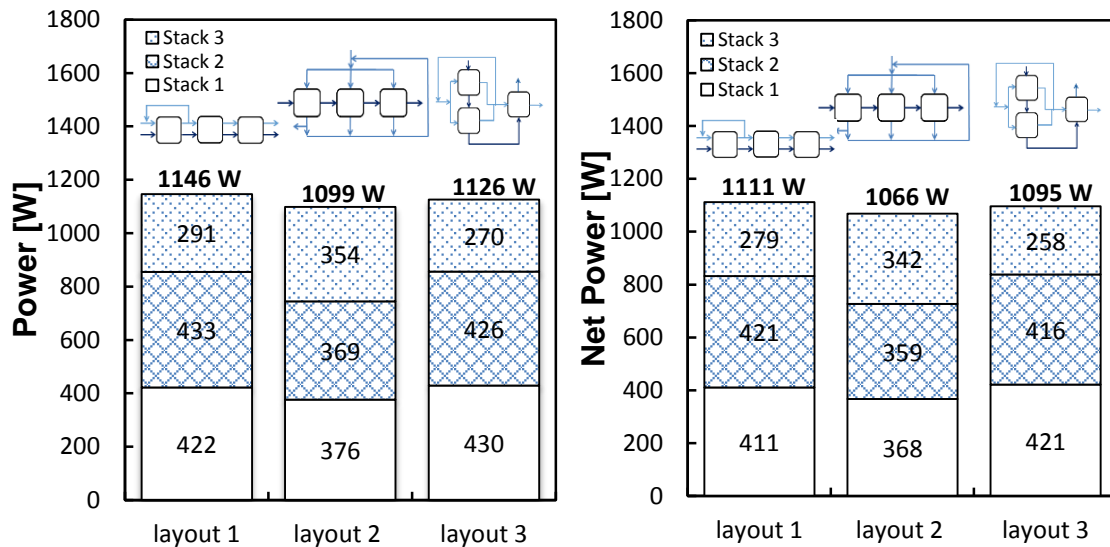 1800
1600
1400
1200
1000
800
600
400
200
0
Power [W]
Stack 3
Stack 2
Stack 1
1146 W
1099 W
1126 W
291
354
270
433
369
426
422
376
430
layout 1
layout 2
layout 3
1800
1600
1400
1200
1000
800
600
400
200
0
Net Power [W]
Stack 3
Stack 2
Stack 1
1111 W
1066 W
1095 W
279
342
258
421
359
416
411
368
421
layout 1
layout 2
layout 3